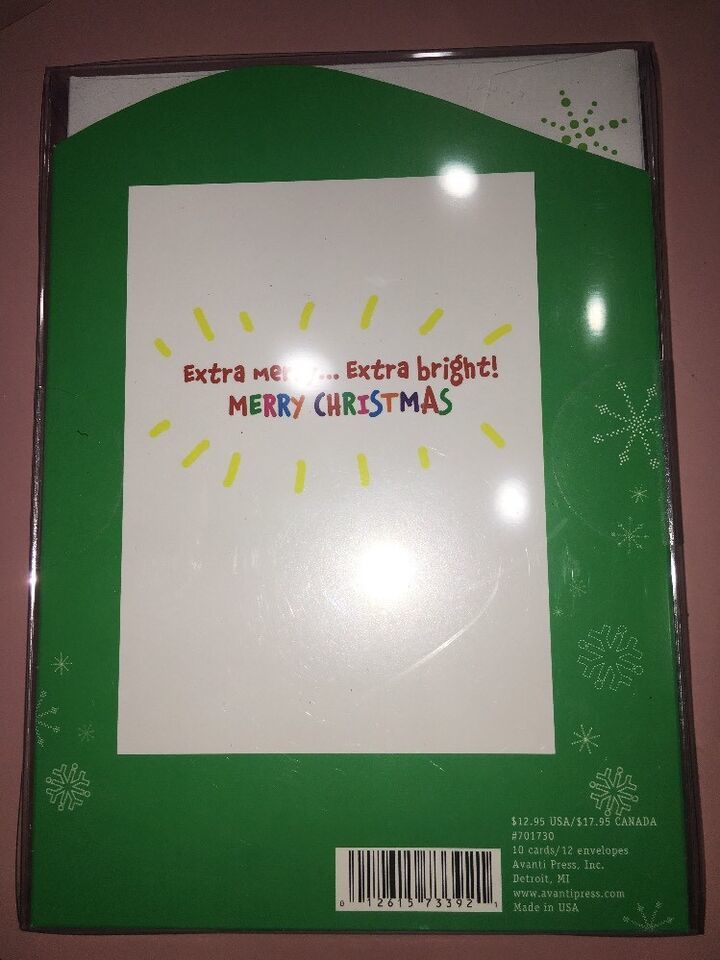 Extra ... Extra bright!
MERRY CHRISTMAS
$12.95 USA/$17.95 CANADA
#701730
10 cards/12 envelopes
Avanti Press, Inc.
Detroit, MI
www.avantipress.com
Made in USA
0 12615 73392 1